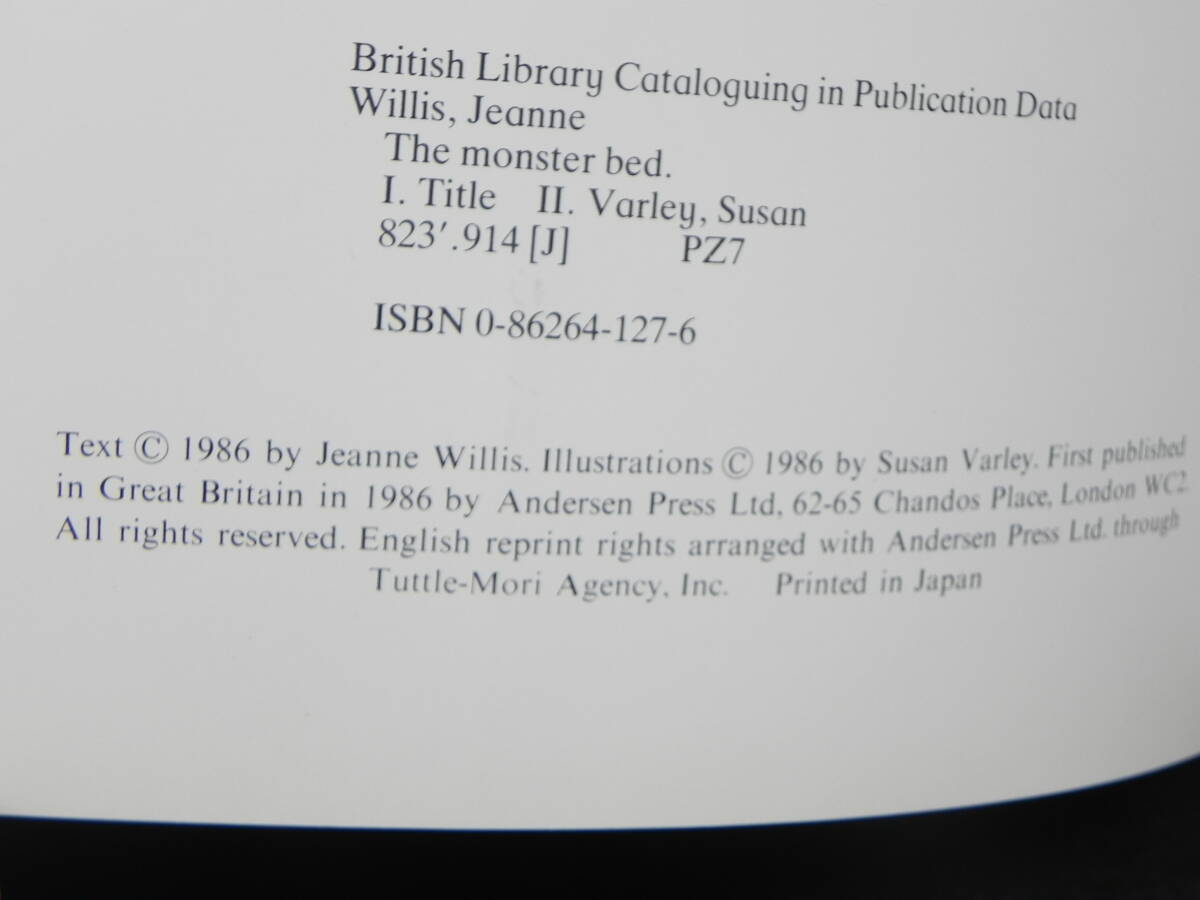 British Library Cataloguing in Publication Data
Willis, Jeanne
The monster bed.
I. Title II. Varley, Susan
823'.914 [J] PZ7
ISBN 0-86264-127-6
Text © 1986 by Jeanne Willis. Illustrations © 1986 by Susan Varley. First published
in Great Britain in 1986 by Andersen Press Ltd, 62-65 Chandos Place, London WC2
All rights reserved. English reprint rights arranged with Andersen Press Ltd. through
Tuttle-Mori Agency, Inc. Printed in Japan